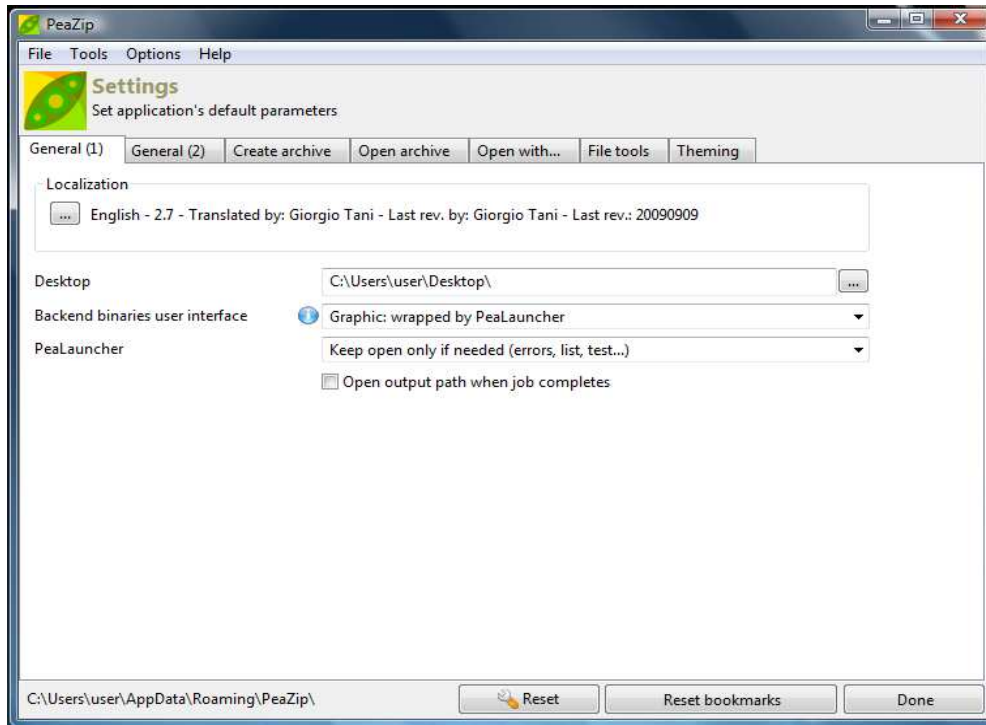 PeaZip
File Tools Options Help
Settings
Set application's default parameters
General (1) General (2) Create archive Open archive Open with... File tools Theming
Localization
... English - 2.7 - Translated by: Giorgio Tani - Last rev. by: Giorgio Tani - Last rev.: 20090909
Desktop C:\Users\user\Desktop\ ...
Backend binaries user interface Graphic: wrapped by PeaLauncher
PeaLauncher Keep open only if needed (errors, list, test...)
Open output path when job completes
C:\Users\user\AppData\Roaming\PeaZip\ Reset Reset bookmarks Done